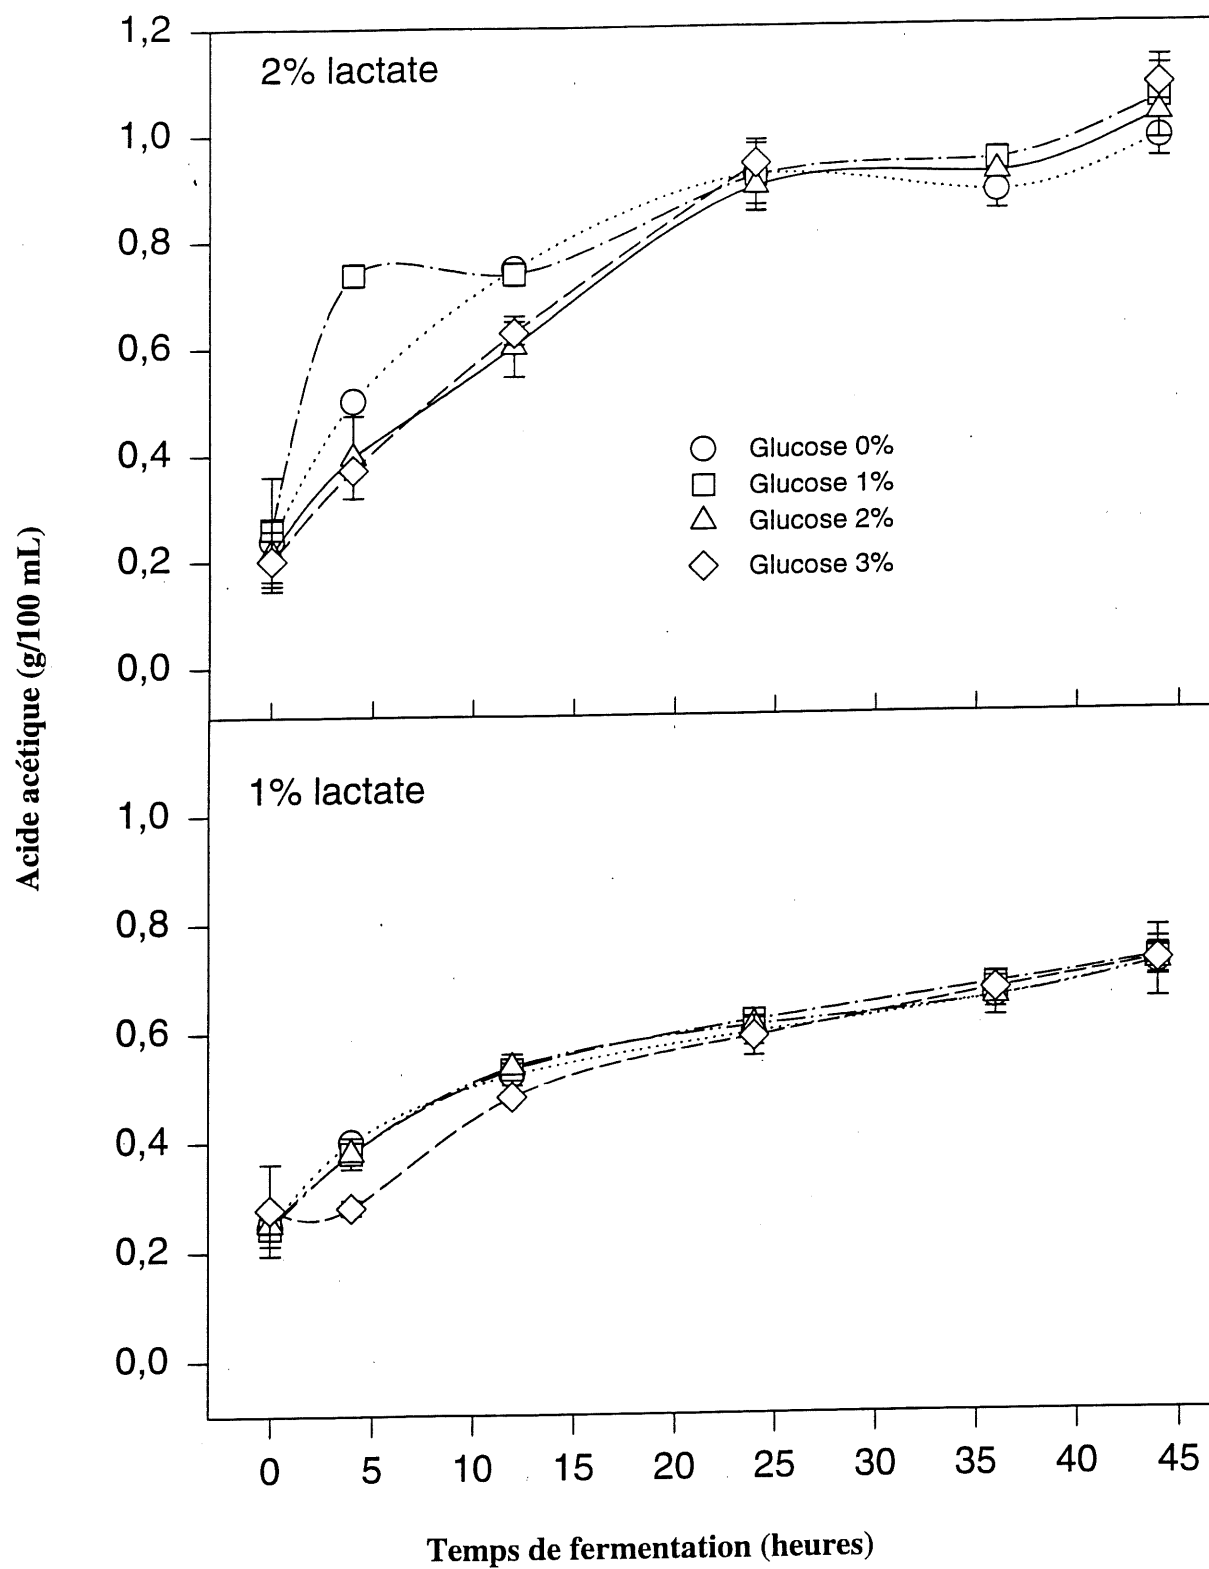 1,2
2% lactate
1,0
0,8
0,6
0,4
0,2
0,0
Glucose 0%
Glucose 1%
Glucose 2%
Glucose 3%
Acide acétique (g/100 mL)
1% lactate
1,0
0,8
0,6
0,4
0,2
0,0
0 5 10 15 20 25 30 35 40 45
Temps de fermentation (heures)